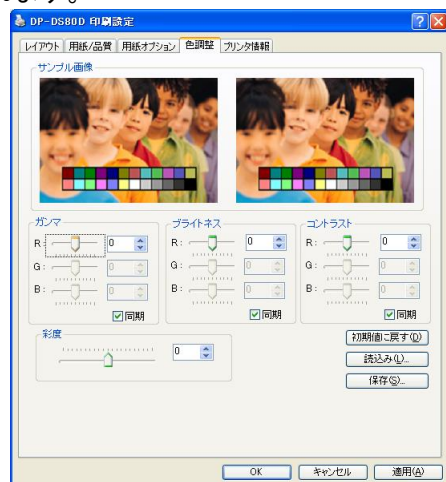 DP-DS80D 印刷設定
レイアウト 用紙/品質 用紙オプション 色調整 プリンタ情報
サンプル画像
ガンマ ブライトネス コントラスト
R: 0 R: 0 R: 0
G: 0 G: 0 G: 0
B: 0 B: 0 B: 0
同期 同期 同期
彩度
0
初期値に戻す(D)
読込み(L)...
保存(S)...
OK キャンセル 適用(A)